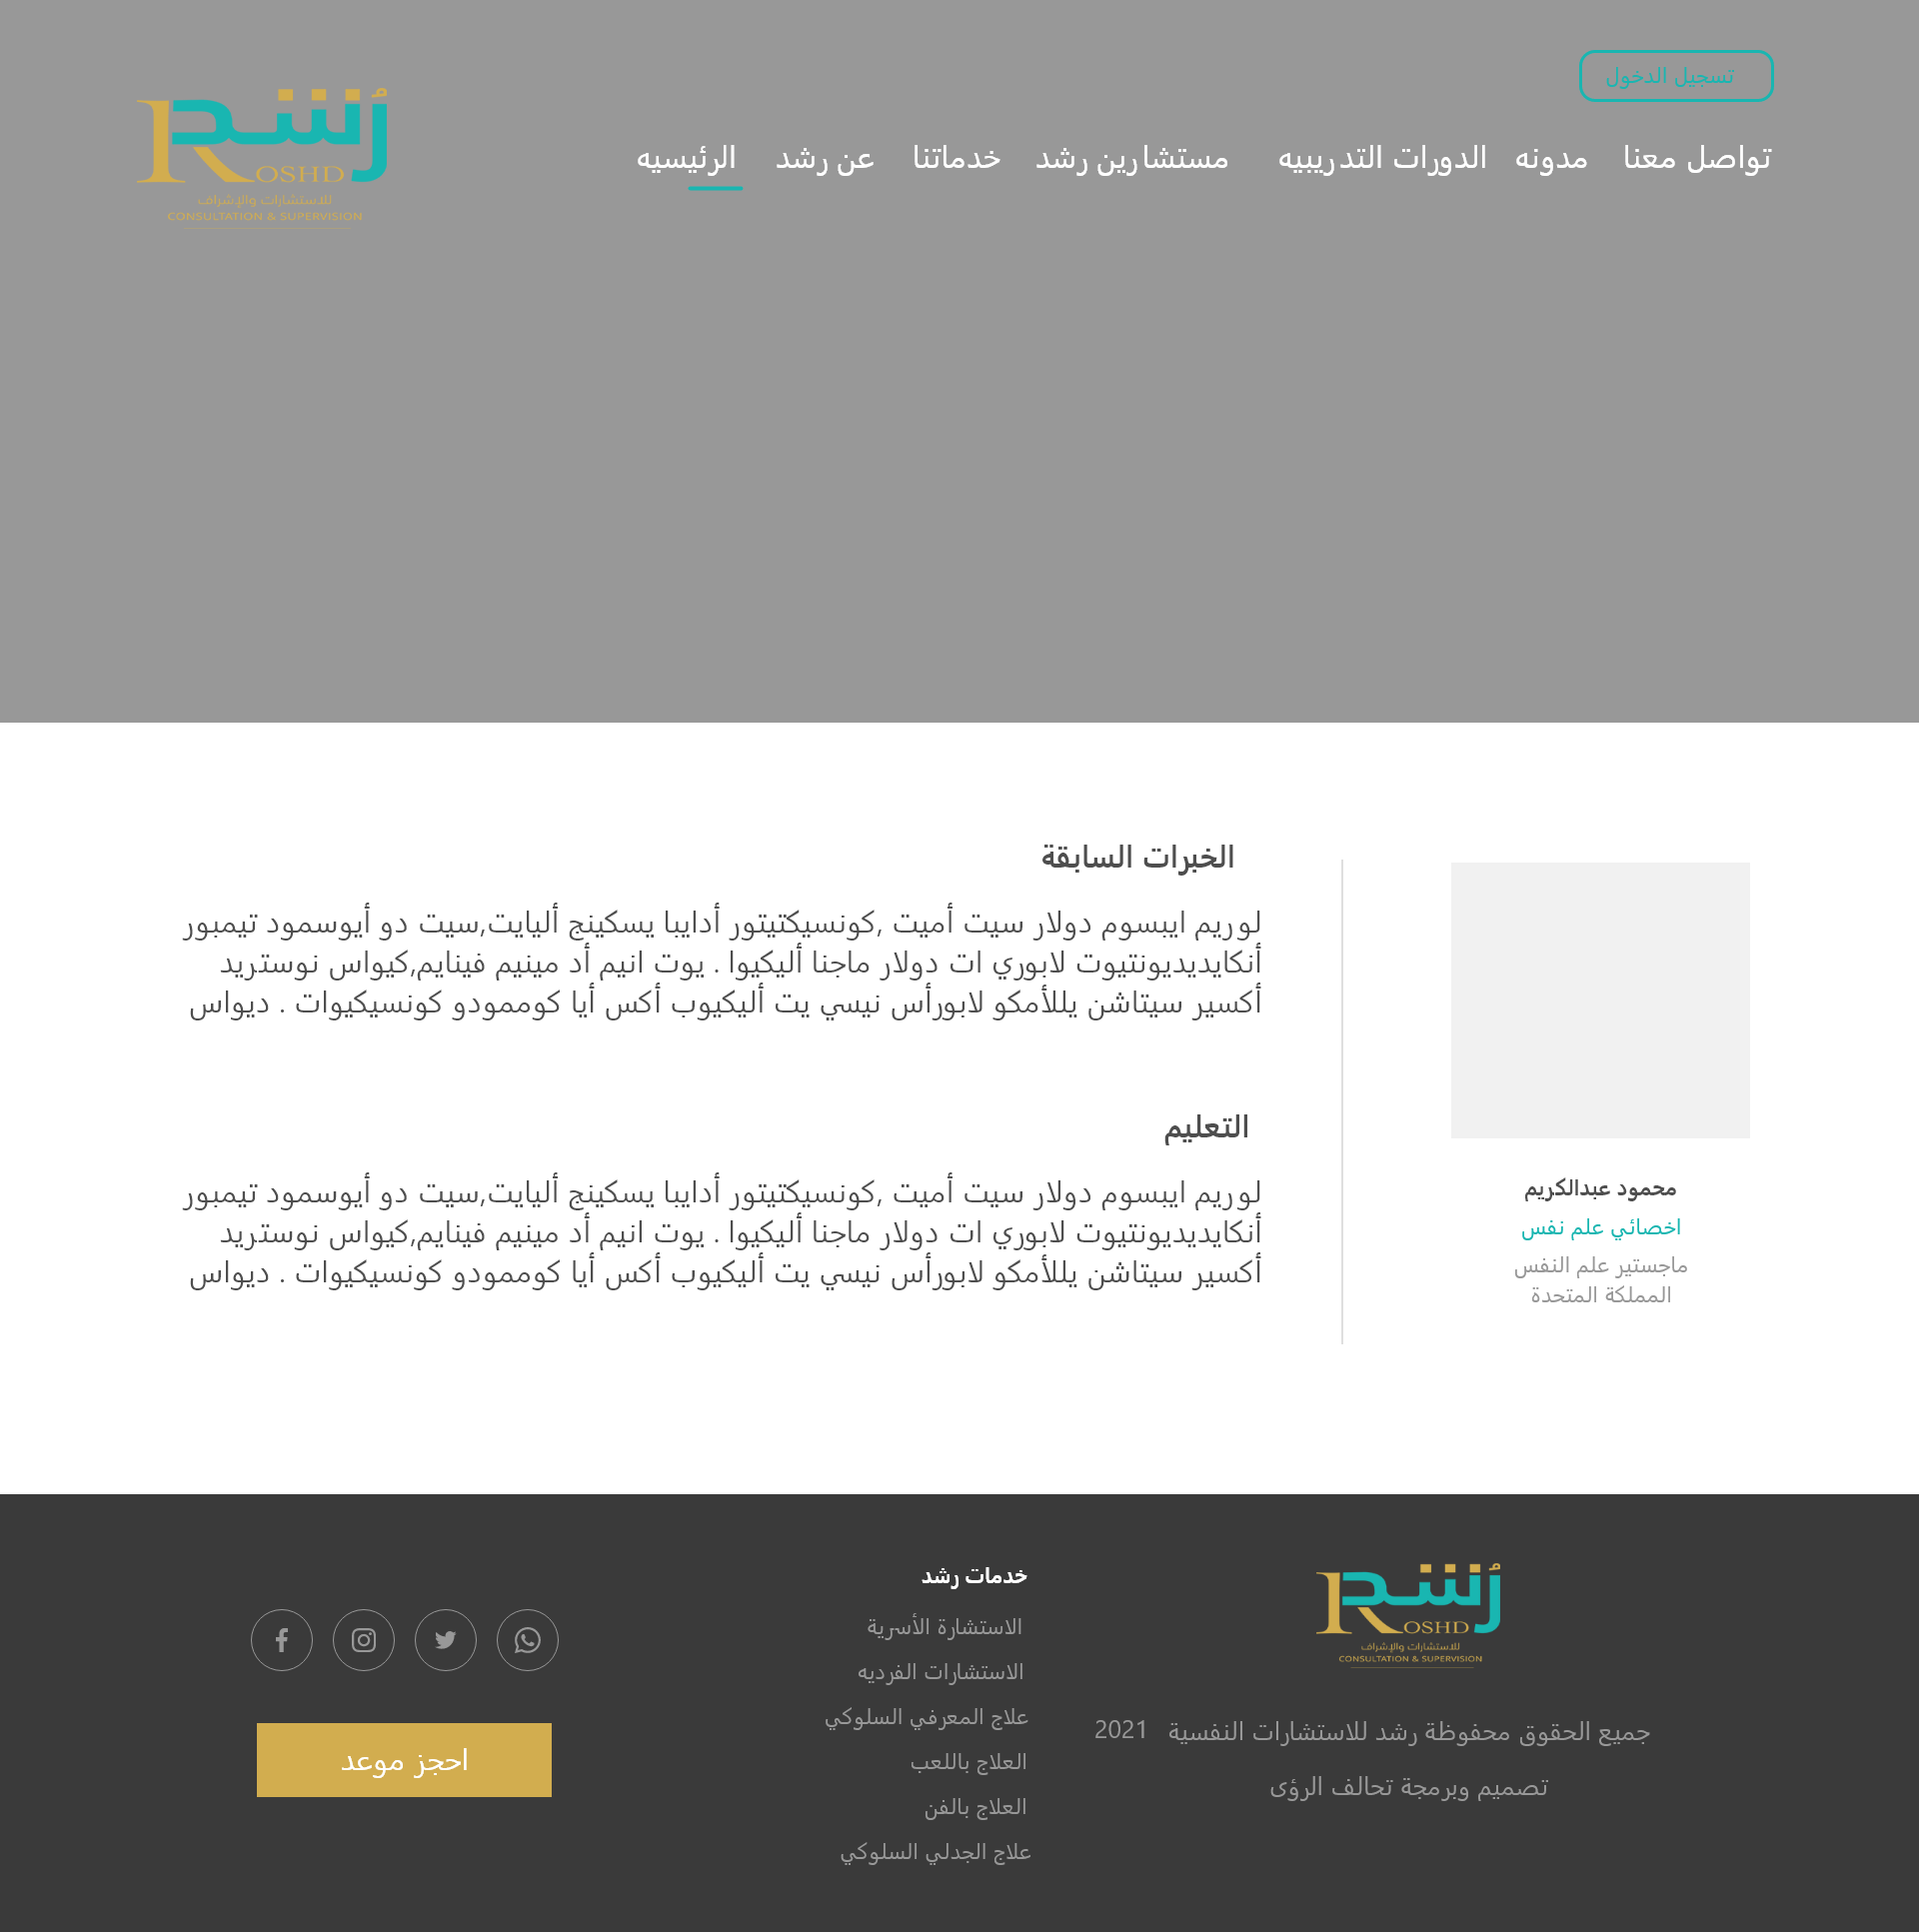 تسجيل الدخول
تواصل معنا
مدونه
الدورات التدريبيه
مستشارين رشد
خدماتنا
عن رشد
الرئيسيه
رُشد
ROSHD
للاستشارات والإشراف
CONSULTATION & SUPERVISION
الخبرات السابقة
لوريم ايبسوم دولار سيت أميت ,كونسيكتيتور أدايبا يسكينج أليايت,سيت دو أيوسمود تيمبور
أنكايديديونتيوت لابوري ات دولار ماجنا أليكيوا . يوت انيم أد مينيم فينايم,كيواس نوستريد
أكسير سيتاشن يللأمكو لابورأس نيسي يت أليكيوب أكس أيا كوممودو كونسيكيوات . ديواس
التعليم
لوريم ايبسوم دولار سيت أميت ,كونسيكتيتور أدايبا يسكينج أليايت,سيت دو أيوسمود تيمبور
أنكايديديونتيوت لابوري ات دولار ماجنا أليكيوا . يوت انيم أد مينيم فينايم,كيواس نوستريد
أكسير سيتاشن يللأمكو لابورأس نيسي يت أليكيوب أكس أيا كوممودو كونسيكيوات . ديواس
محمود عبدالكريم
اخصائي علم نفس
ماجستير علم النفس
المملكة المتحدة
رُشد
ROSHD
للاستشارات والإشراف
CONSULTATION & SUPERVISION
جميع الحقوق محفوظة رشد للاستشارات النفسية 2021
تصميم وبرمجة تحالف الرؤى
خدمات رشد
الاستشارة الأسرية
الاستشارات الفرديه
علاج المعرفي السلوكي
العلاج باللعب
العلاج بالفن
علاج الجدلي السلوكي
احجز موعد